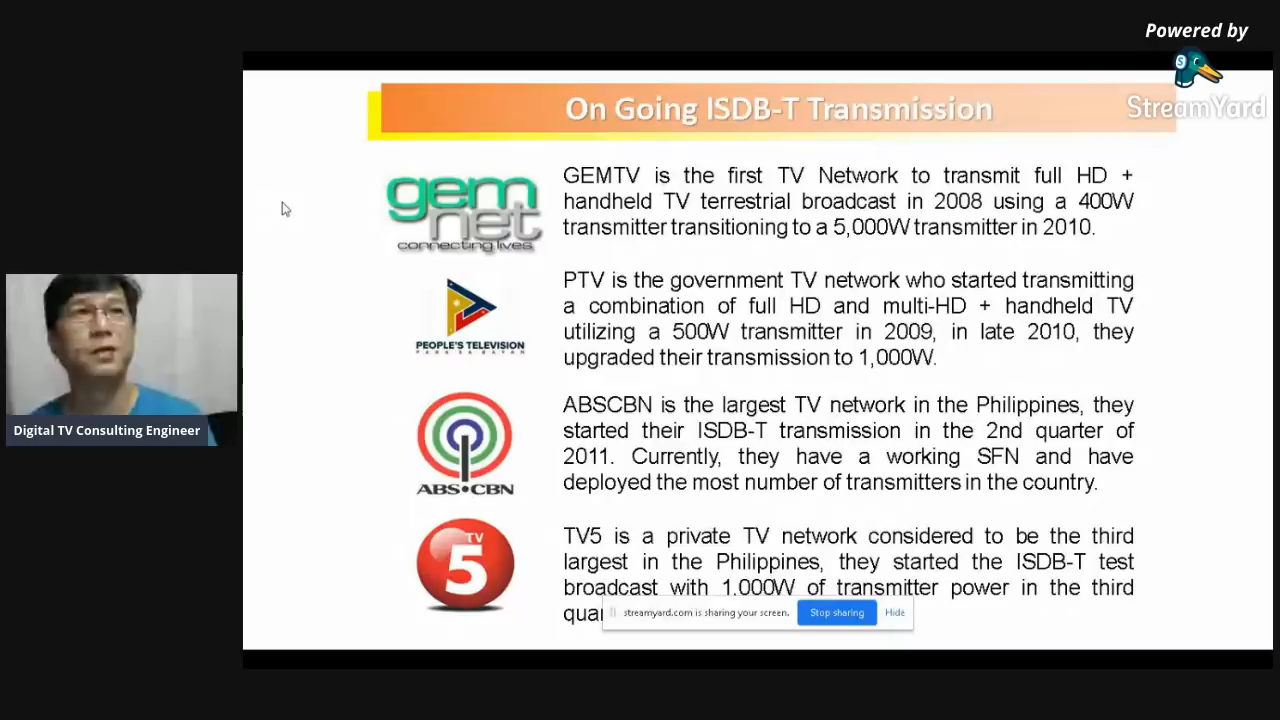 Powered by
StreamYard
On Going ISDB-T Transmission
gem
net
connecting lives.
GEMTV is the first TV Network to transmit full HD +
handheld TV terrestrial broadcast in 2008 using a 400W
transmitter transitioning to a 5,000W transmitter in 2010.
PEOPLE'S TELEVISION
PARA SA BAYAN
PTV is the government TV network who started transmitting
a combination of full HD and multi-HD + handheld TV
utilizing a 500W transmitter in 2009, in late 2010, they
upgraded their transmission to 1,000W.
ABS•CBN
ABSCBN is the largest TV network in the Philippines, they
started their ISDB-T transmission in the 2nd quarter of
2011. Currently, they have a working SFN and have
deployed the most number of transmitters in the country.
TV
5
TV5 is a private TV network considered to be the third
largest in the Philippines, they started the ISDB-T test
broadcast with 1,000W of transmitter power in the third
streamyard.com is sharing your screen.
Stop sharing
Hide
Digital TV Consulting Engineer